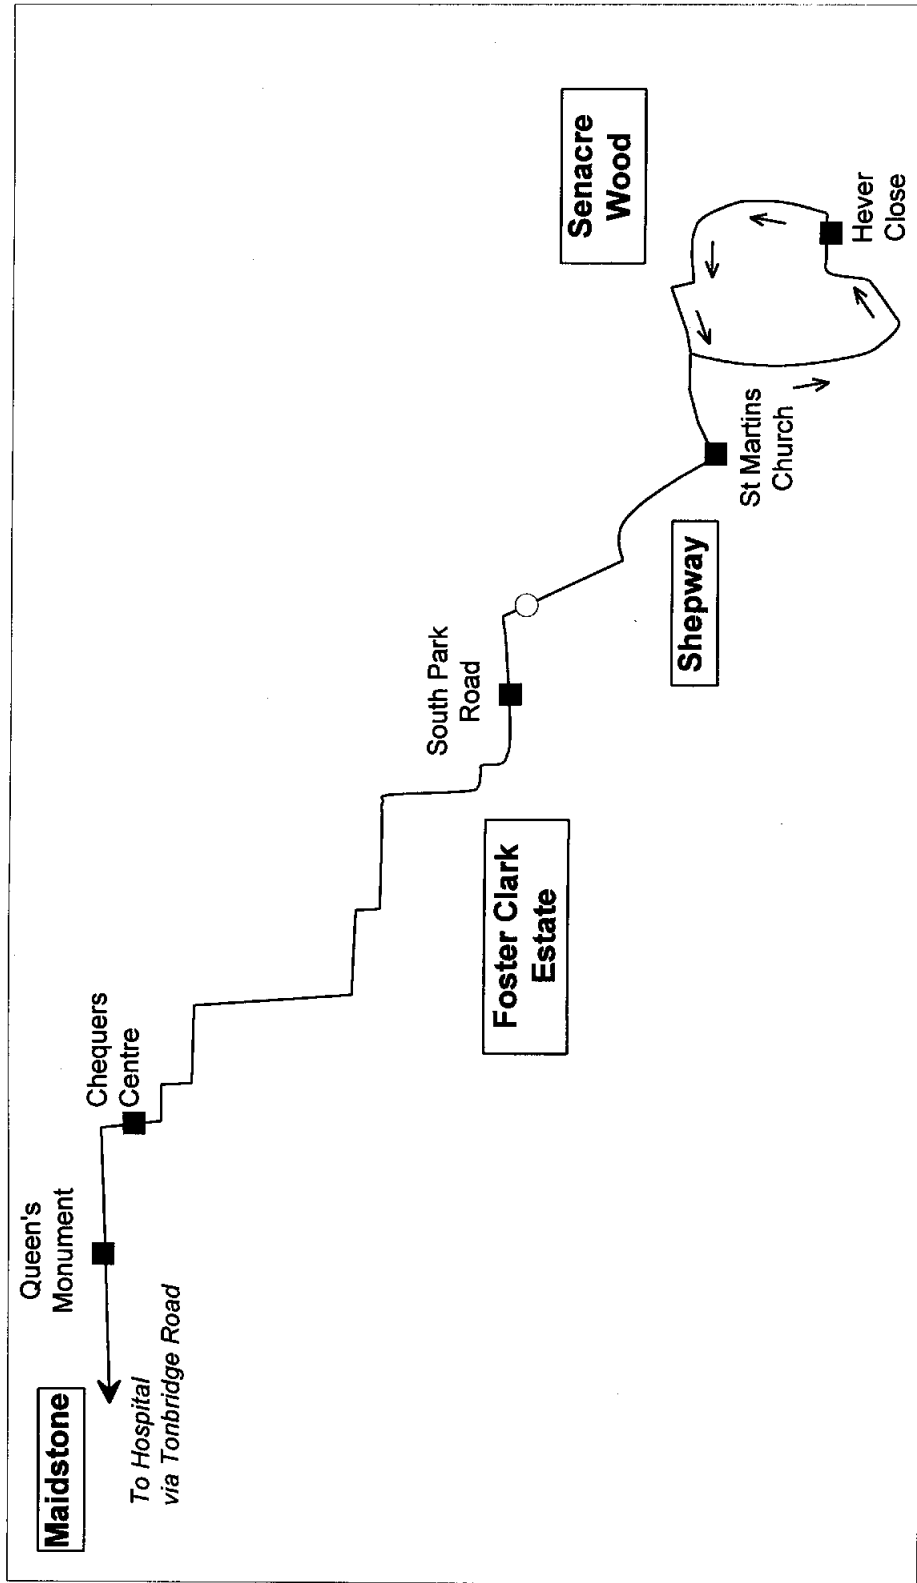 Maidstone
To Hospital
via Tonbridge Road
Queen's
Monument
Chequers
Centre
Foster Clark
Estate
South Park
Road
Shepway
St Martins
Church
Senacre
Wood
Hever
Close